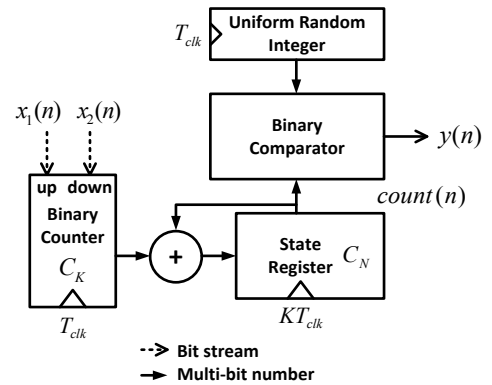 Uniform Random
Integer
T_clk
x_1(n) x_2(n)
Binary
Comparator
y(n)
up down
Binary
Counter
C_K
count(n)
+
State
Register
C_N
T_clk
KT_clk
Bit stream
Multi-bit number